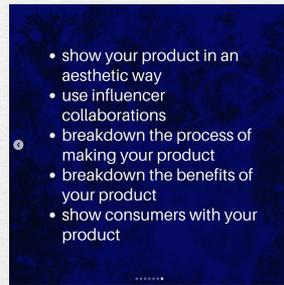 • show your product in an
aesthetic way
• use influencer
collaborations
• breakdown the process of
making your product
• breakdown the benefits of
your product
• show consumers with your
product